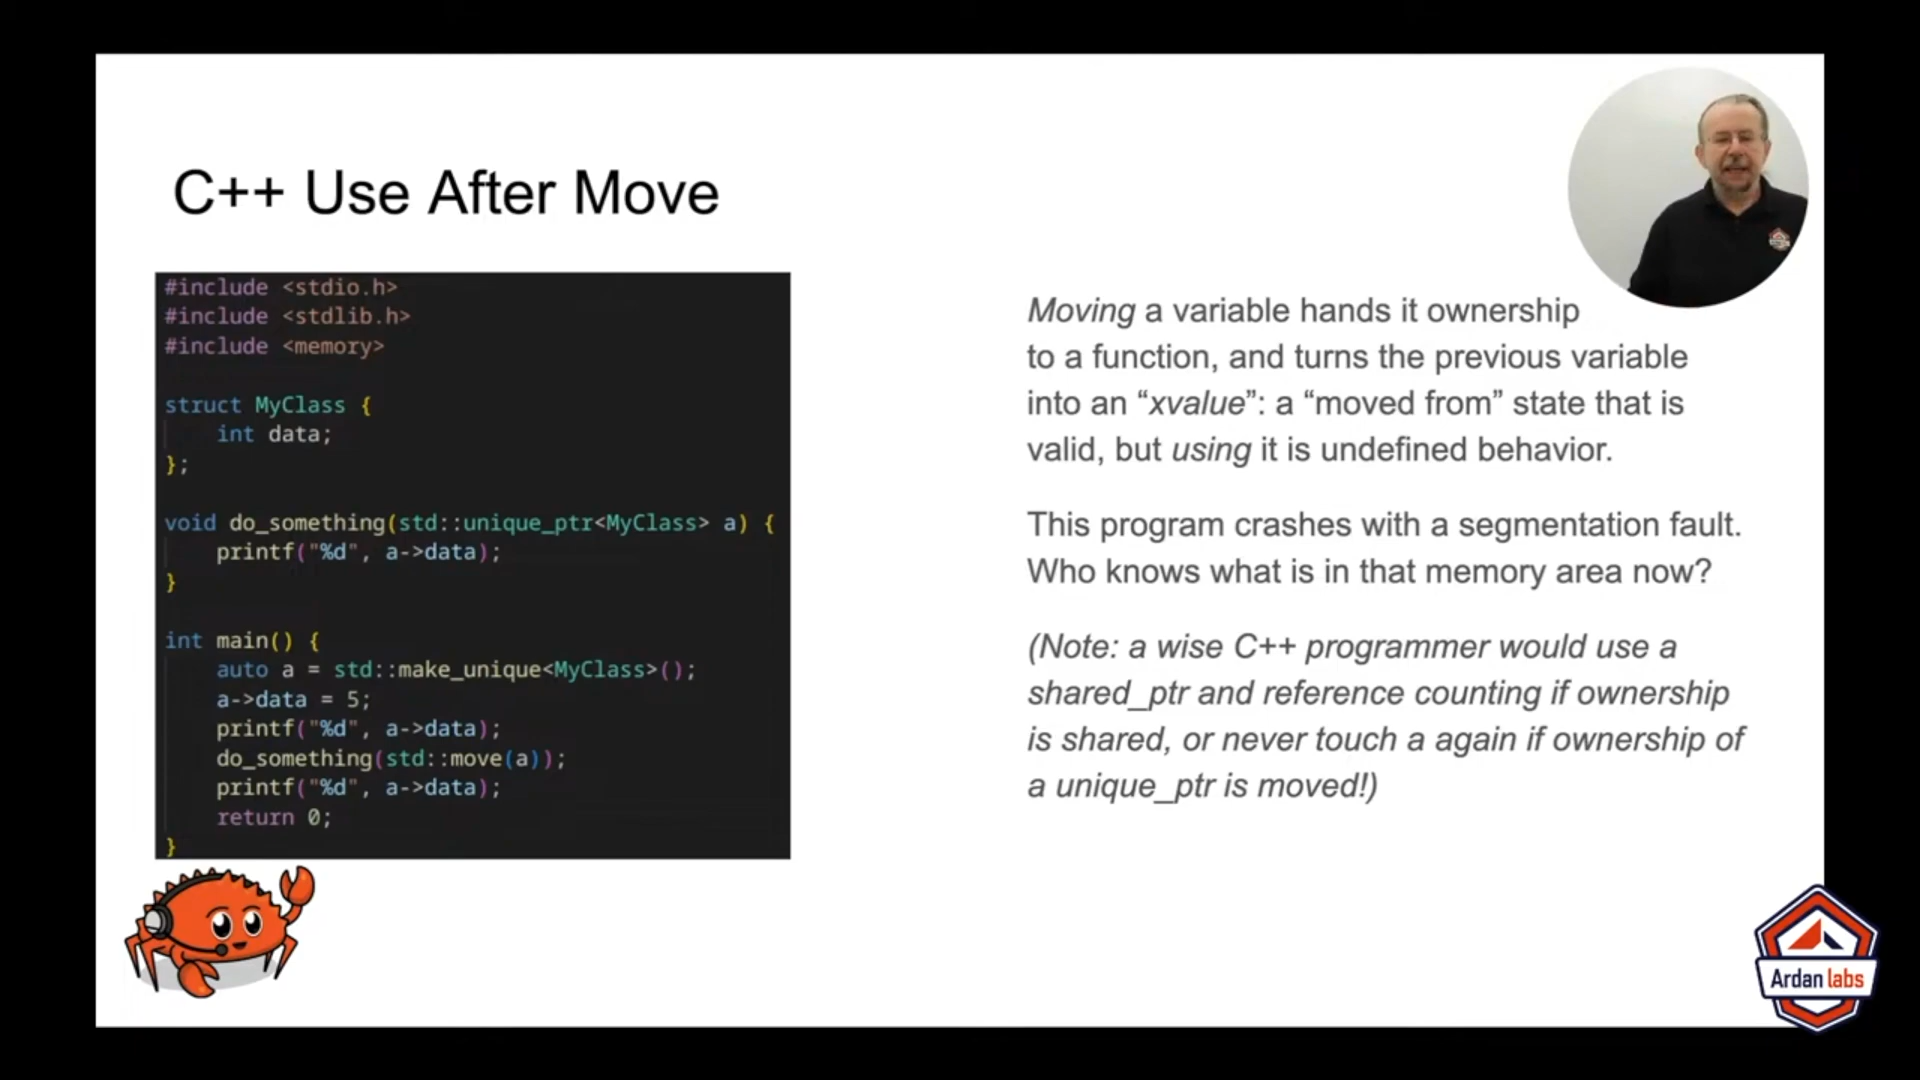 C++ Use After Move
#include <stdio.h>
#include <stdlib.h>
#include <memory>
struct MyClass {
    int data;
};
void do_something(std::unique_ptr<MyClass> a) {
    printf("%d", a->data);
}
int main() {
    auto a = std::make_unique<MyClass>();
    a->data = 5;
    printf("%d", a->data);
    do_something(std::move(a));
    printf("%d", a->data);
    return 0;
}
Moving a variable hands it ownership
to a function, and turns the previous variable
into an “xvalue”: a “moved from” state that is
valid, but using it is undefined behavior.
This program crashes with a segmentation fault.
Who knows what is in that memory area now?
(Note: a wise C++ programmer would use a
shared_ptr and reference counting if ownership
is shared, or never touch a again if ownership of
a unique_ptr is moved!)
Ardan labs